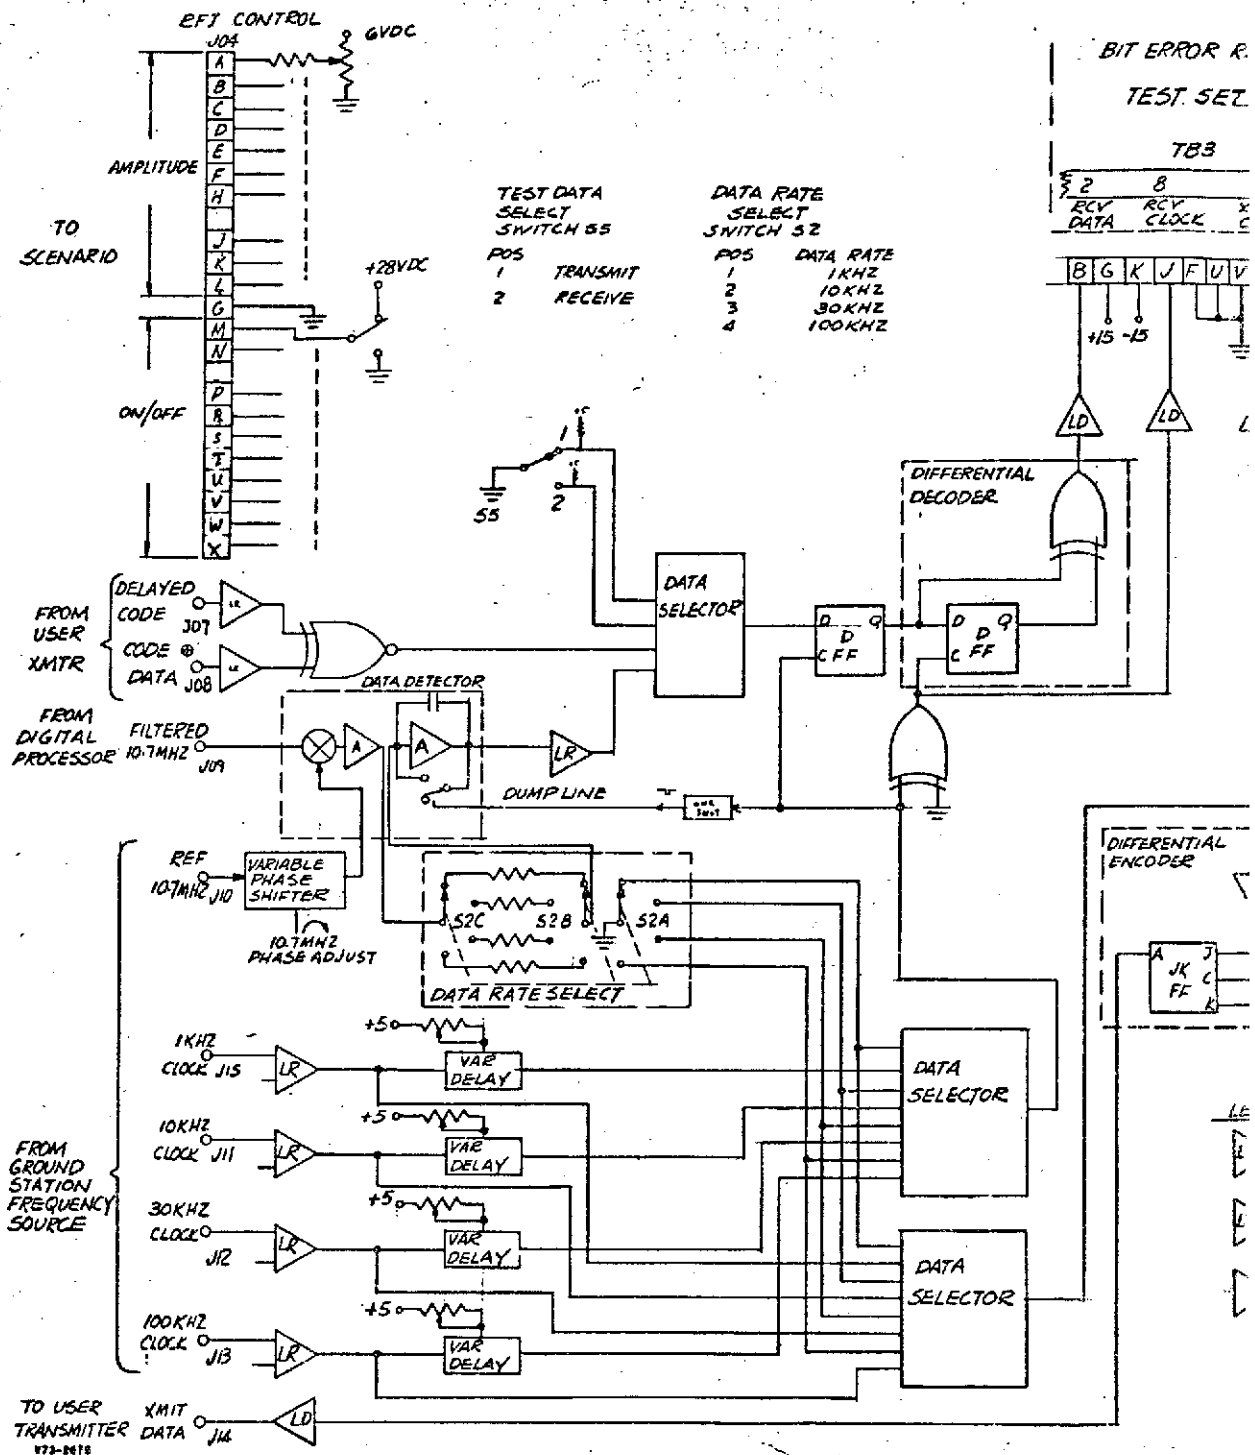 RFI CONTROL
J04
6VDC
A
B
C
D
E
F
H
J
K
L
G
M
N
P
R
S
T
U
V
W
X
AMPLITUDE
TO
SCENARIO
ON/OFF
+28VDC
TEST DATA
SELECT
SWITCH S5
POS
1 TRANSMIT
2 RECEIVE
DATA RATE
SELECT
SWITCH S2
POS DATA RATE
1 1KHZ
2 10KHZ
3 30KHZ
4 100KHZ
BIT ERROR R
TEST SET
TB3
2 8
RCV DATA
RCV CLOCK
B G K J F U V
+15 -15
LD
LD
1
2
S5
DIFFERENTIAL
DECODER
DATA
SELECTOR
D Q
D
C FF
D Q
D
C FF
FROM
USER
XMTR
DELAYED
CODE
J07
CODE ⊕
DATA
J08
LR
DATA DETECTOR
FROM
DIGITAL
PROCESSOR
FILTERED
10.7MHZ
J09
A
A
LR
DUMP LINE
ONE
SHOT
REF
10.7MHZ J10
VARIABLE
PHASE
SHIFTER
10.7MHZ
PHASE ADJUST
S2C
S2B
S2A
DATA RATE SELECT
DIFFERENTIAL
ENCODER
A J
JK
FF
C
K
FROM
GROUND
STATION
FREQUENCY
SOURCE
1KHZ
CLOCK J15
LR
+5
VAR
DELAY
10KHZ
CLOCK J11
LR
+5
VAR
DELAY
30KHZ
CLOCK
J12
LR
+5
VAR
DELAY
100KHZ
CLOCK
J13
LR
+5
VAR
DELAY
DATA
SELECTOR
DATA
SELECTOR
LE
TO USER
TRANSMITTER
XMIT
DATA
J14
LD